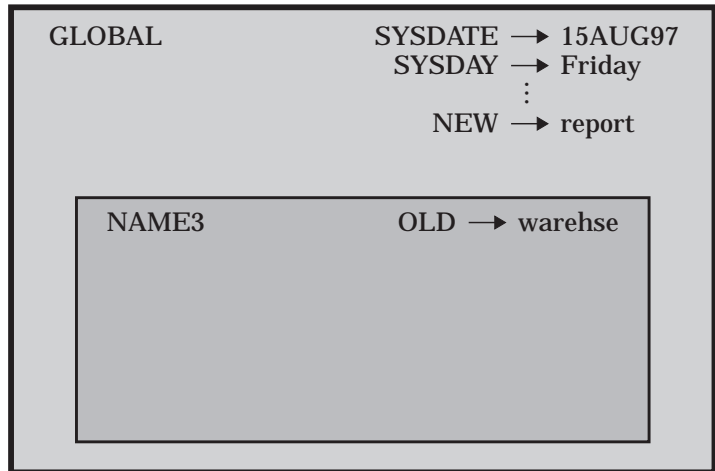 GLOBAL SYSDATE → 15AUG97
SYSDAY → Friday
⋮
NEW → report
NAME3 OLD → warehse